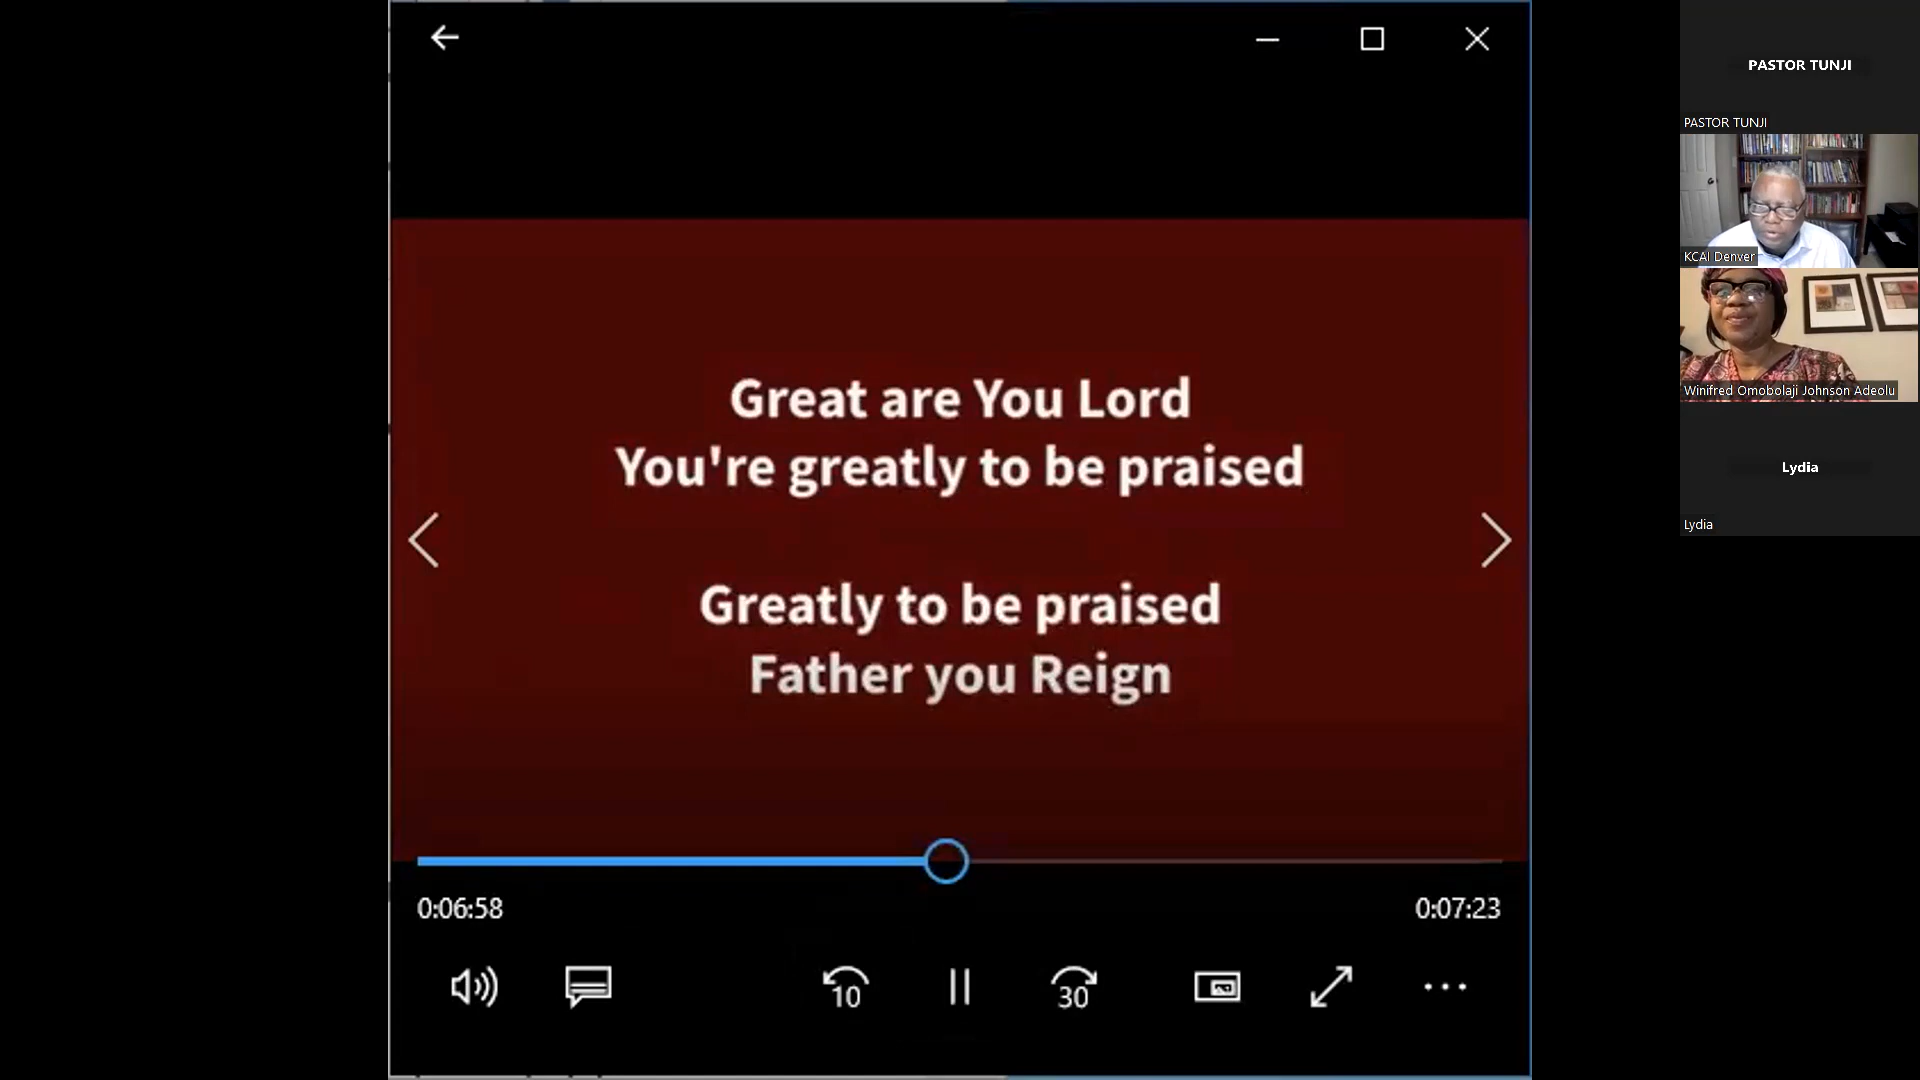 Great are You Lord
You're greatly to be praised
Greatly to be praised
Father you Reign
0:06:58
0:07:23
10
30
PASTOR TUNJI
PASTOR TUNJI
KCAI Denver
Winifred Omobolaji Johnson Adeolu
Lydia
Lydia